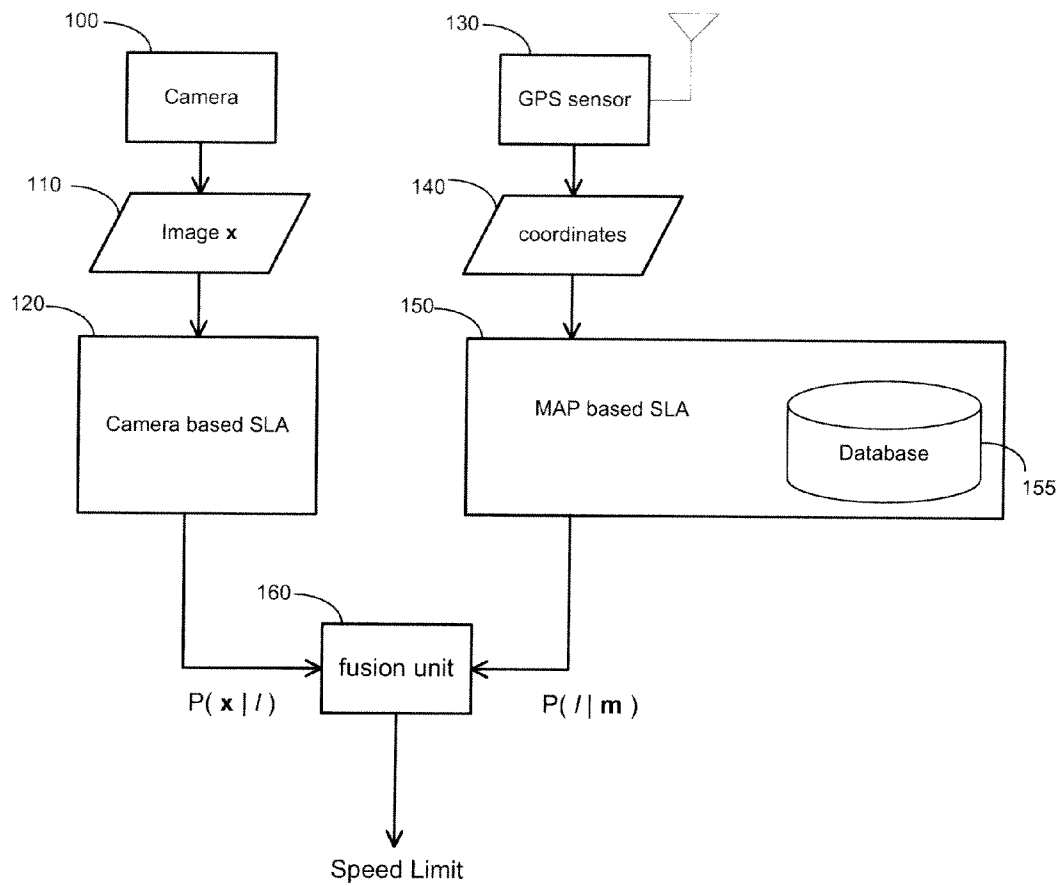 100
130
Camera
GPS sensor
110
140
Image x
coordinates
120
150
Camera based SLA
MAP based SLA
Database
155
160
fusion unit
P( x | l )
P( l | m )
Speed Limit